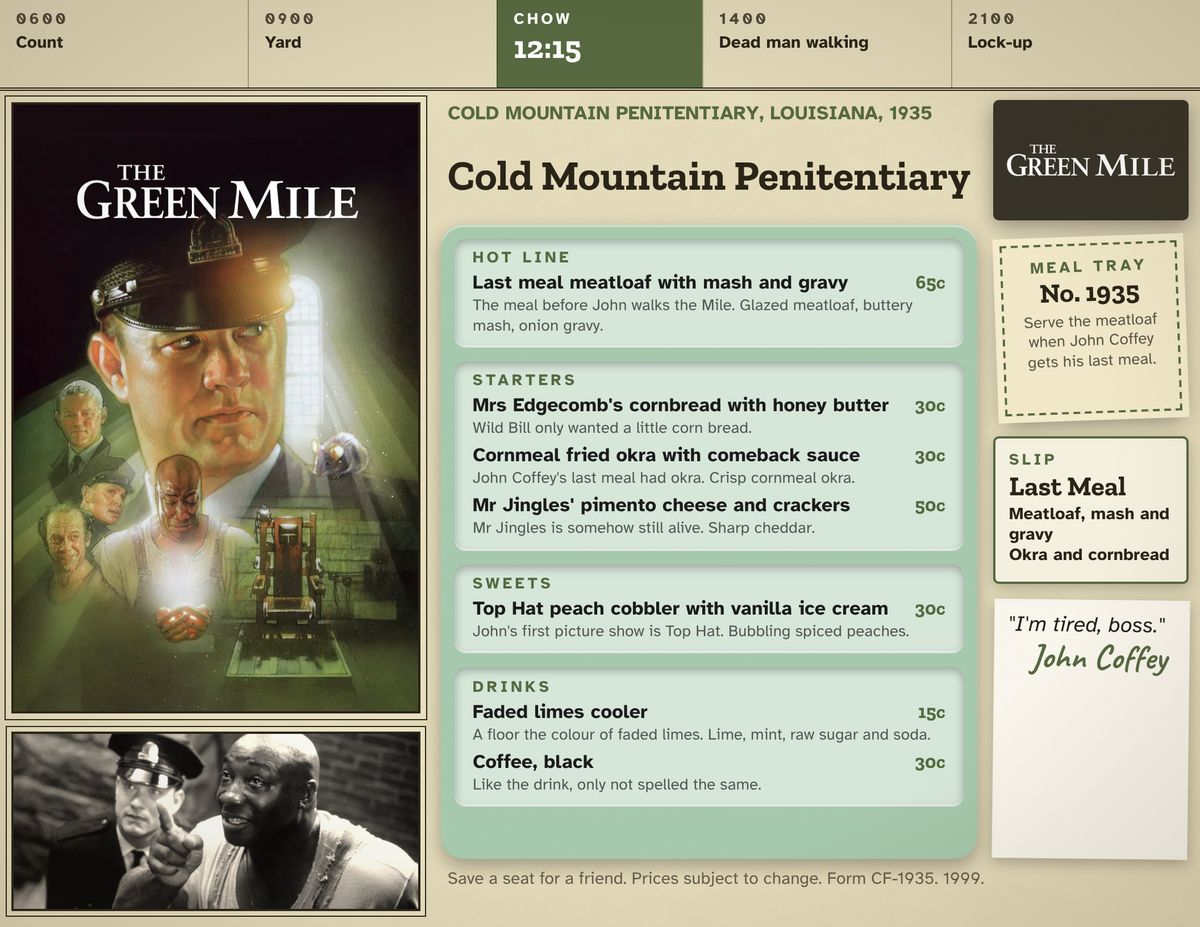 0600
Count
0900
Yard
CHOW
12:15
1400
Dead man walking
2100
Lock-up
THE
GREEN MILE
COLD MOUNTAIN PENITENTIARY, LOUISIANA, 1935
Cold Mountain Penitentiary
HOT LINE
Last meal meatloaf with mash and gravy 65c
The meal before John walks the Mile. Glazed meatloaf, buttery
mash, onion gravy.
STARTERS
Mrs Edgecomb's cornbread with honey butter 30c
Wild Bill only wanted a little corn bread.
Cornmeal fried okra with comeback sauce 30c
John Coffey's last meal had okra. Crisp cornmeal okra.
Mr Jingles' pimento cheese and crackers 50c
Mr Jingles is somehow still alive. Sharp cheddar.
SWEETS
Top Hat peach cobbler with vanilla ice cream 30c
John's first picture show is Top Hat. Bubbling spiced peaches.
DRINKS
Faded limes cooler 15c
A floor the colour of faded limes. Lime, mint, raw sugar and soda.
Coffee, black 30c
Like the drink, only not spelled the same.
Save a seat for a friend. Prices subject to change. Form CF-1935. 1999.
THE
GREEN MILE
MEAL TRAY
No. 1935
Serve the meatloaf
when John Coffey
gets his last meal.
SLIP
Last Meal
Meatloaf, mash and
gravy
Okra and cornbread
"I'm tired, boss."
John Coffey